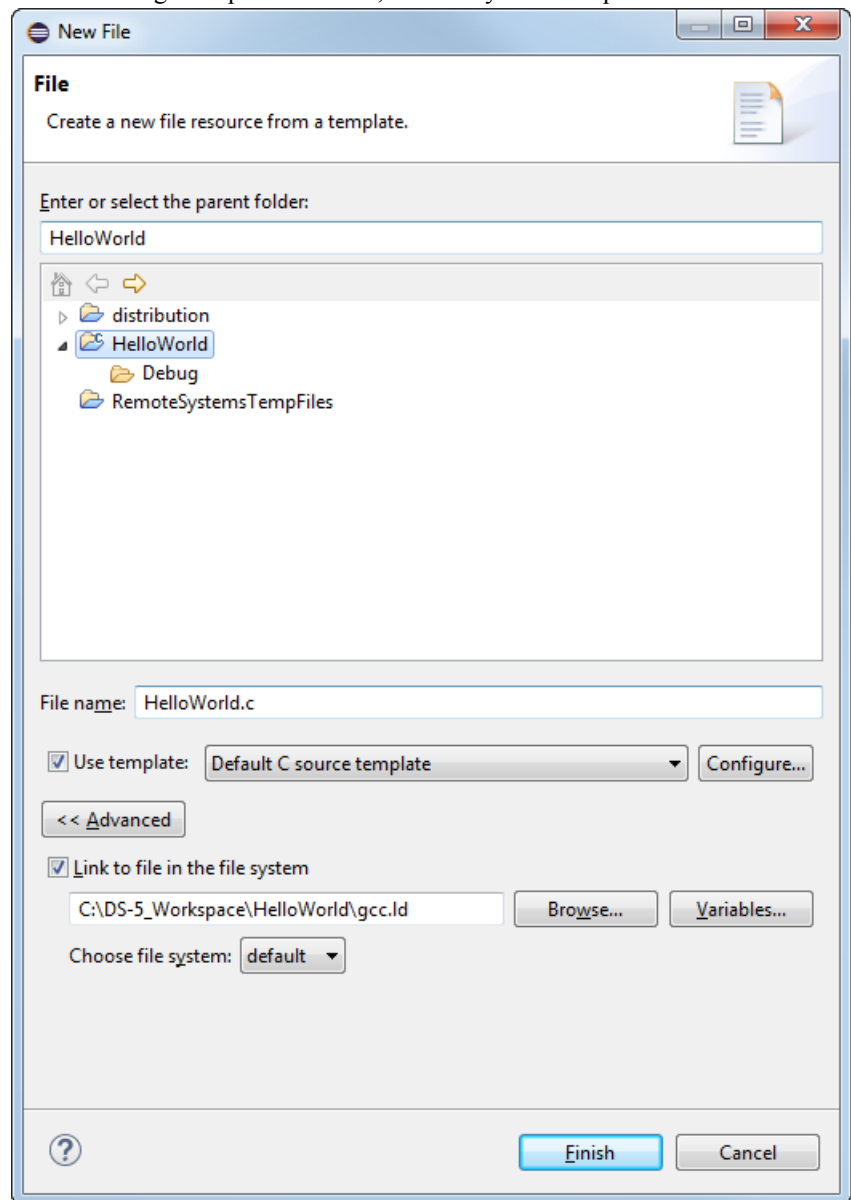 New File
File
Create a new file resource from a template.
Enter or select the parent folder:
HelloWorld
distribution
HelloWorld
Debug
RemoteSystemsTempFiles
File name: HelloWorld.c
Use template: Default C source template Configure...
<< Advanced
Link to file in the file system
C:\DS-5_Workspace\HelloWorld\gcc.ld Browse... Variables...
Choose file system: default
Finish Cancel